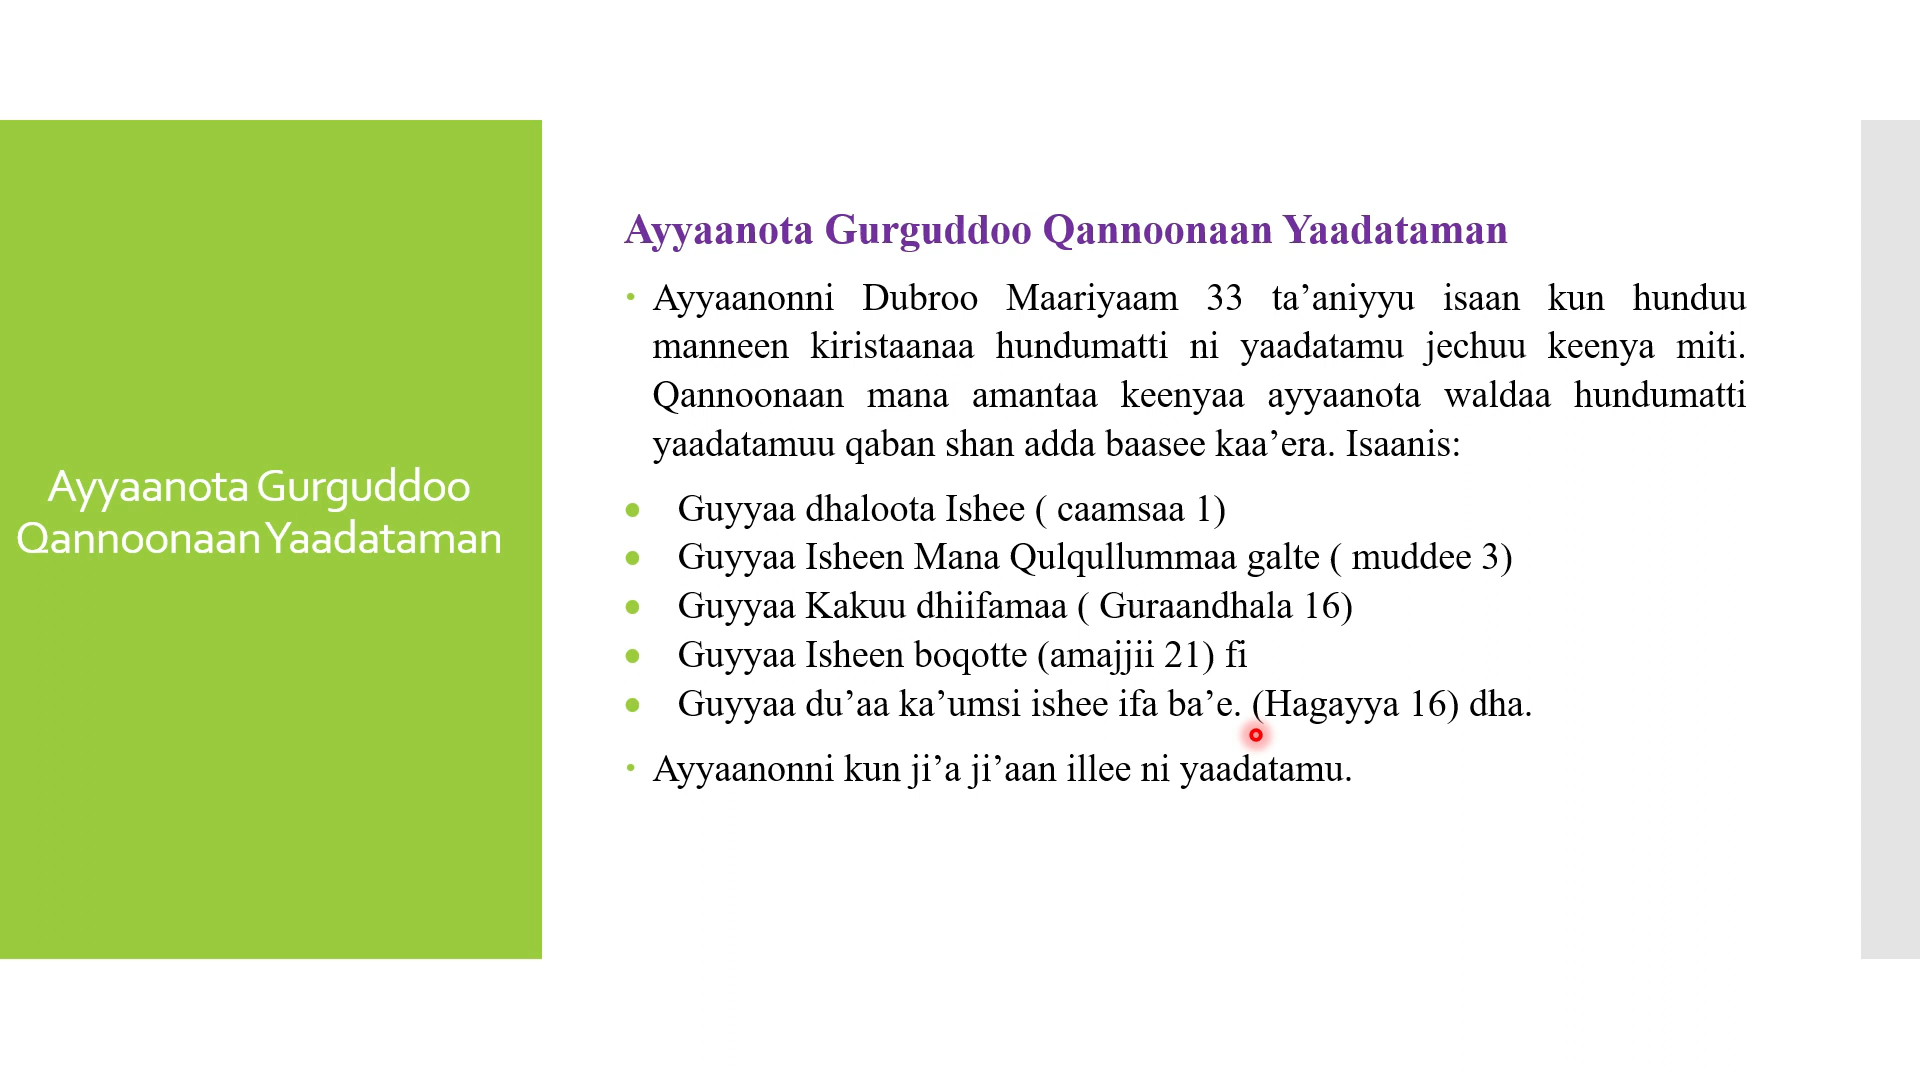 Ayyaanota Gurguddoo
Qannoonaan Yaadataman
Ayyaanota Gurguddoo Qannoonaan Yaadataman
• Ayyaanonni Dubroo Maariyaam 33 ta’aniyyu isaan kun hunduu
manneen kiristaanaa hundumatti ni yaadatamu jechuu keenya miti.
Qannoonaan mana amantaa keenyaa ayyaanota waldaa hundumatti
yaadatamuu qaban shan adda baasee kaa’era. Isaanis:
• Guyyaa dhaloota Ishee ( caamsaa 1)
• Guyyaa Isheen Mana Qulqullummaa galte ( muddee 3)
• Guyyaa Kakuu dhiifamaa ( Guraandhala 16)
• Guyyaa Isheen boqotte (amajjii 21) fi
• Guyyaa du’aa ka’umsi ishee ifa ba’e. (Hagayya 16) dha.
• Ayyaanonni kun ji’a ji’aan illee ni yaadatamu.